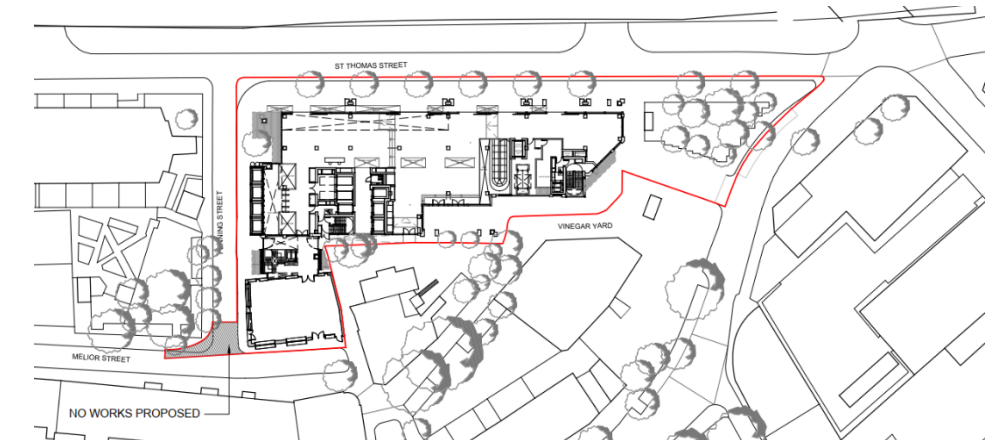 ST THOMAS STREET
VINEGAR YARD
MELIOR STREET
NO WORKS PROPOSED